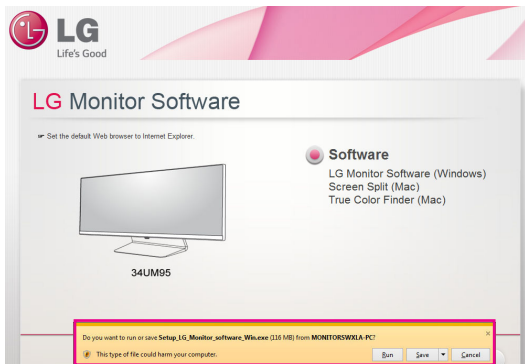 LG
Life's Good
LG Monitor Software
☞ Set the default Web browser to Internet Explorer.
Software
LG Monitor Software (Windows)
Screen Split (Mac)
True Color Finder (Mac)
34UM95
Do you want to run or save Setup_LG_Monitor_software_Win.exe (116 MB) from MONITORSWXLA-PC?
×
This type of file could harm your computer.
Run
Save
Cancel